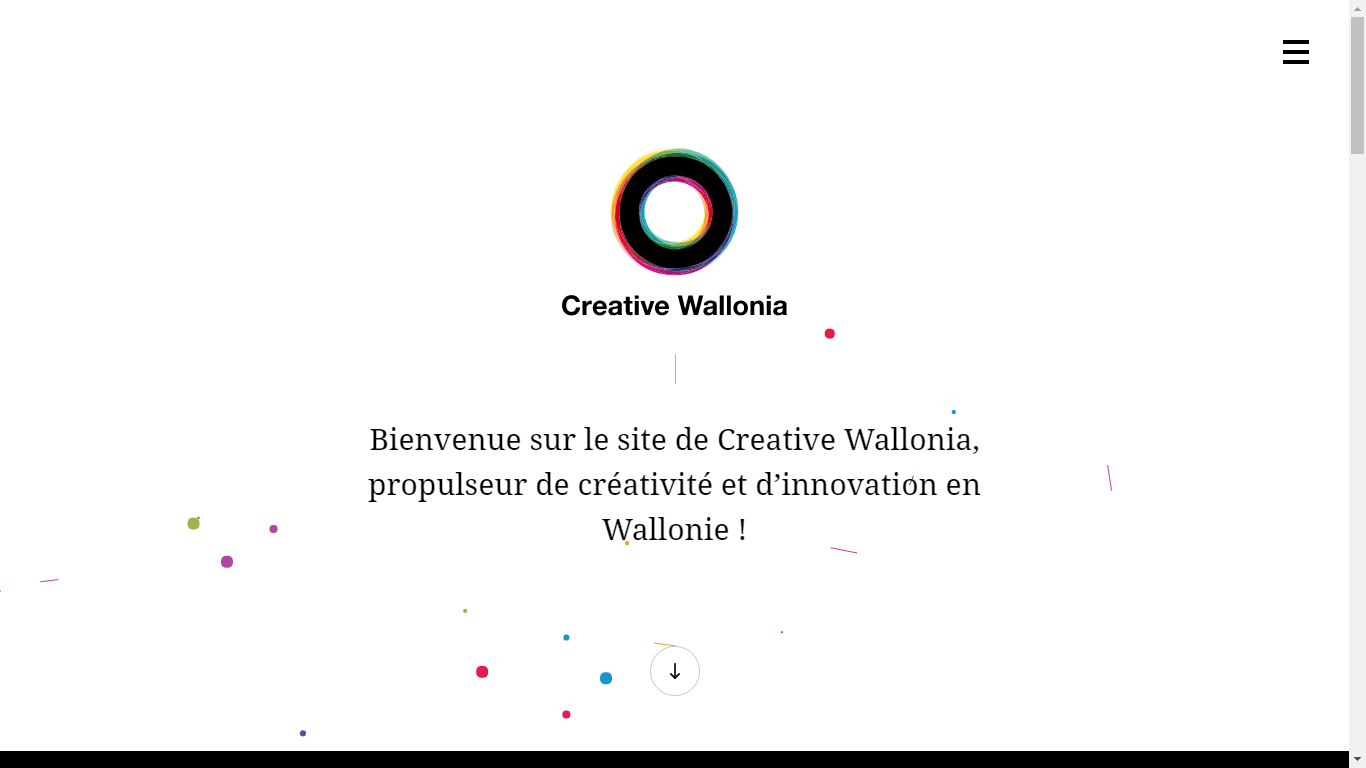 Creative Wallonia
Bienvenue sur le site de Creative Wallonia,
propulseur de créativité et d’innovation en
Wallonie !